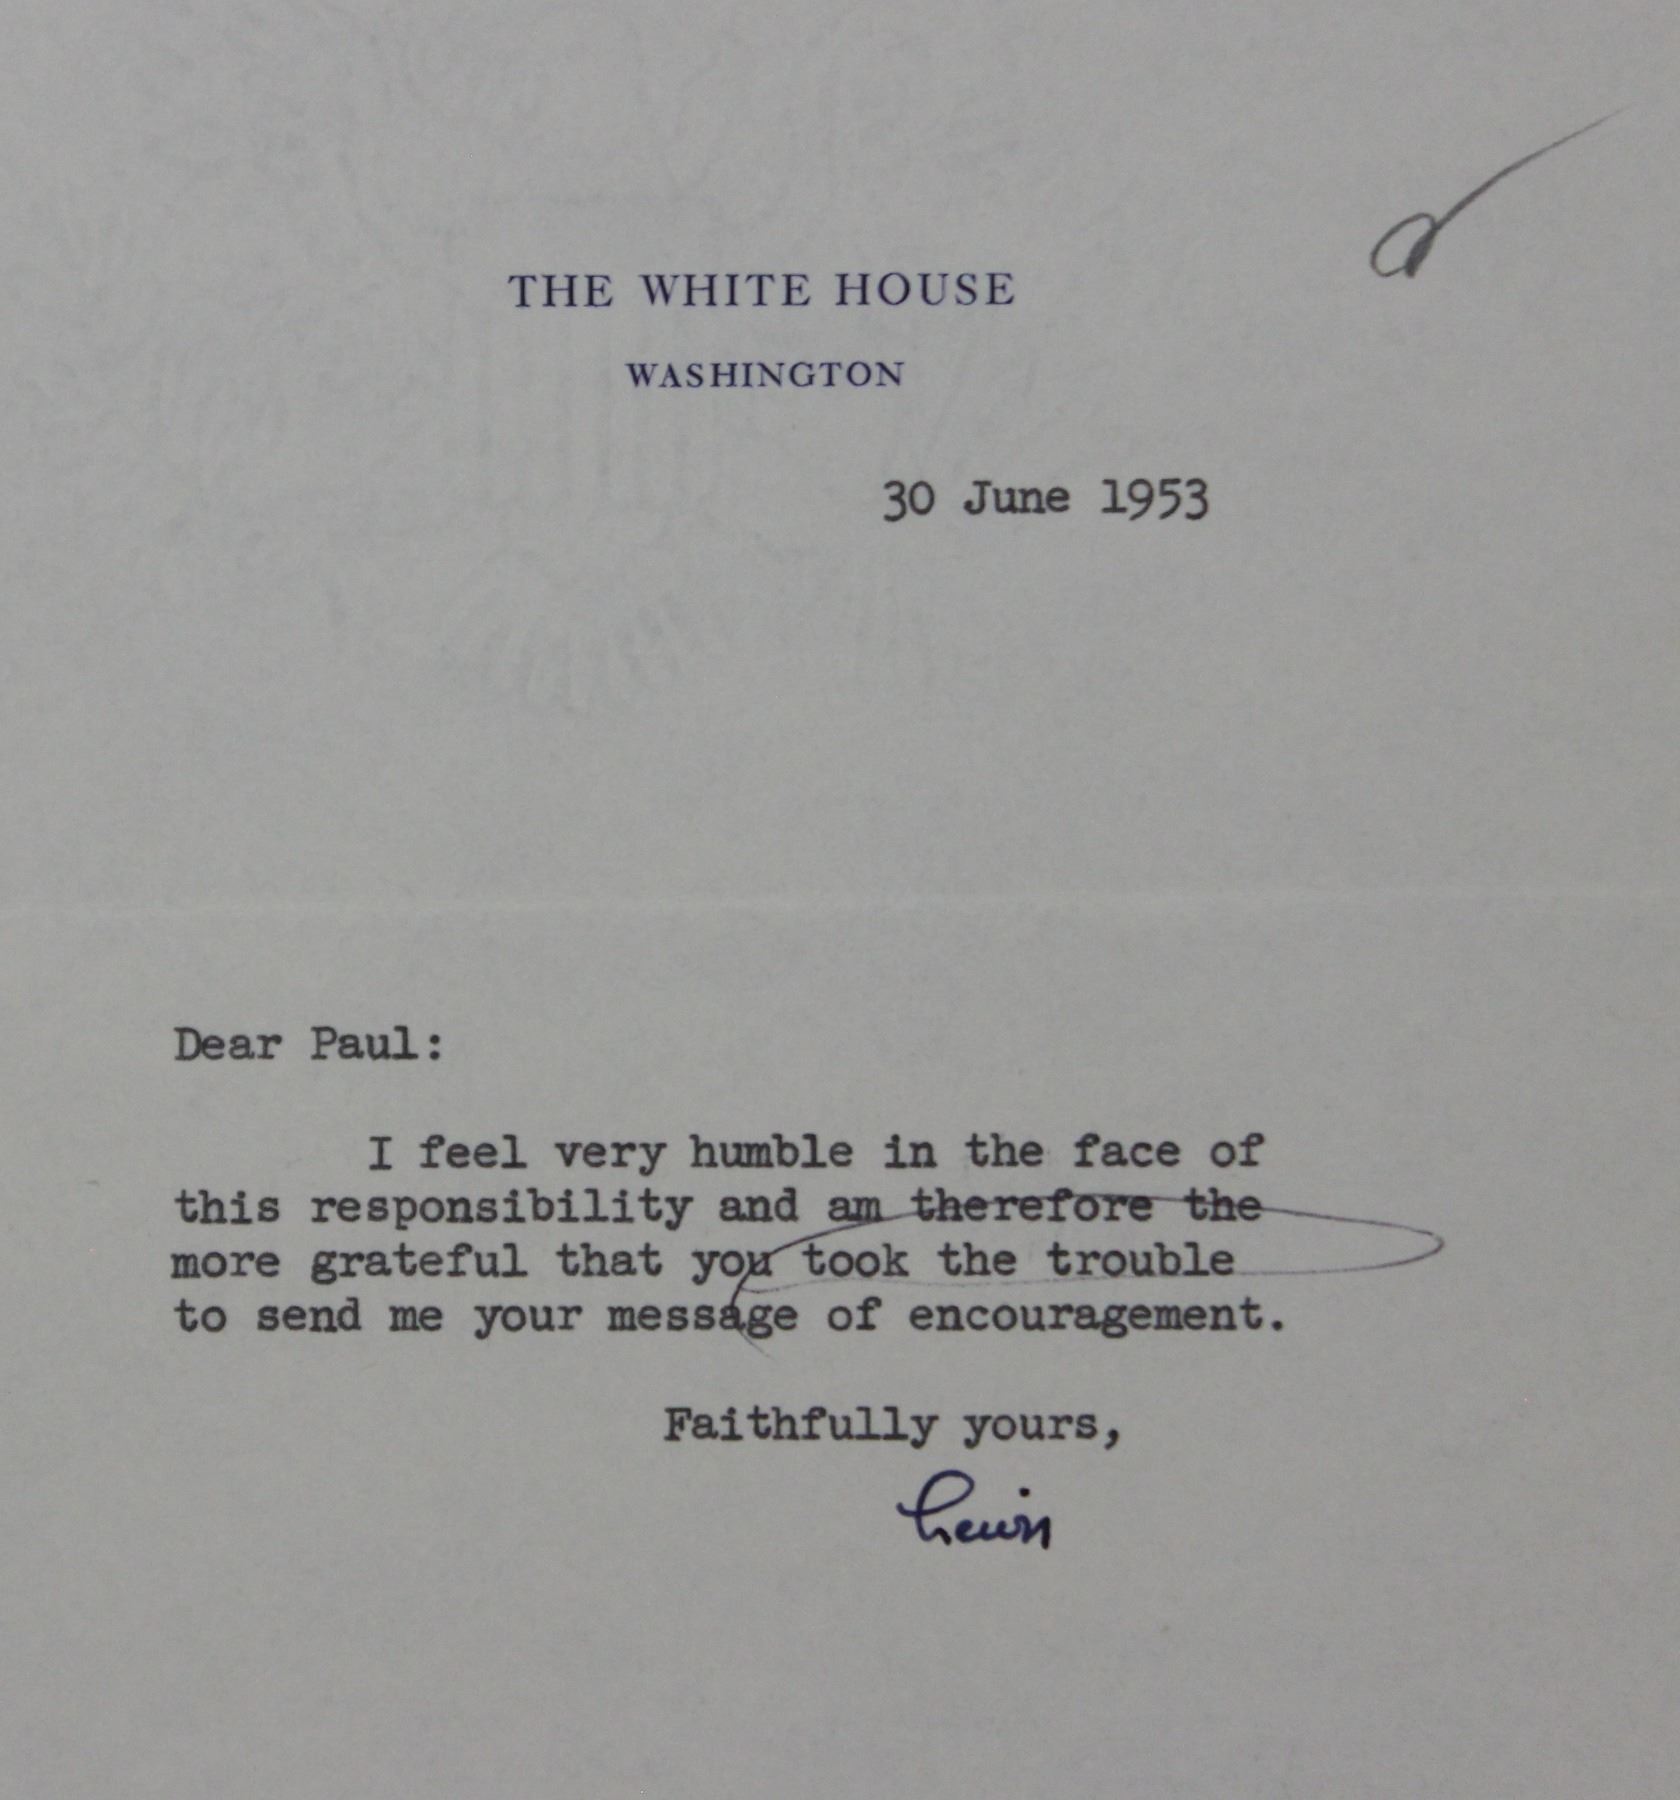 THE WHITE HOUSE
WASHINGTON
30 June 1953
Dear Paul:
I feel very humble in the face of
this responsibility and am therefore the
more grateful that you took the trouble
to send me your message of encouragement.
Faithfully yours,
Lewis